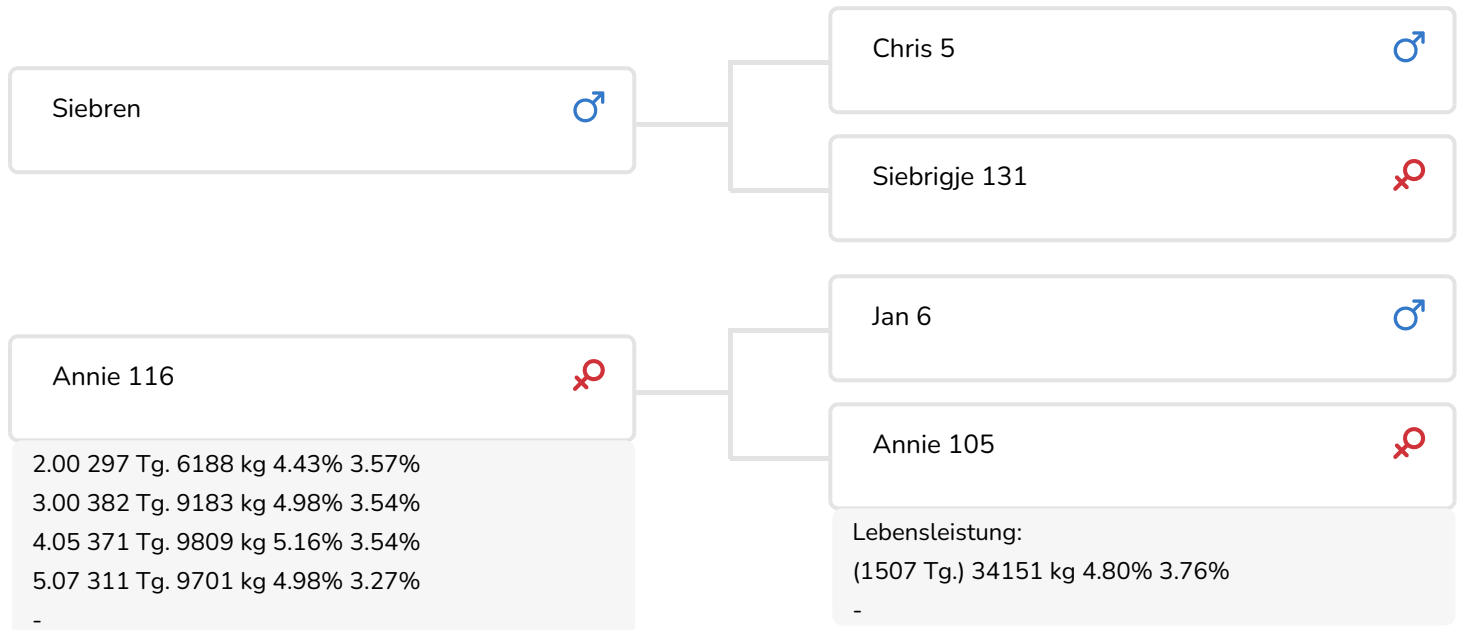 Siebren
Chris 5
Siebrigje 131
Annie 116
2.00 297 Tg. 6188 kg 4.43% 3.57%
3.00 382 Tg. 9183 kg 4.98% 3.54%
4.05 371 Tg. 9809 kg 5.16% 3.54%
5.07 311 Tg. 9701 kg 4.98% 3.27%
-
Jan 6
Annie 105
Lebensleistung:
(1507 Tg.) 34151 kg 4.80% 3.76%
-